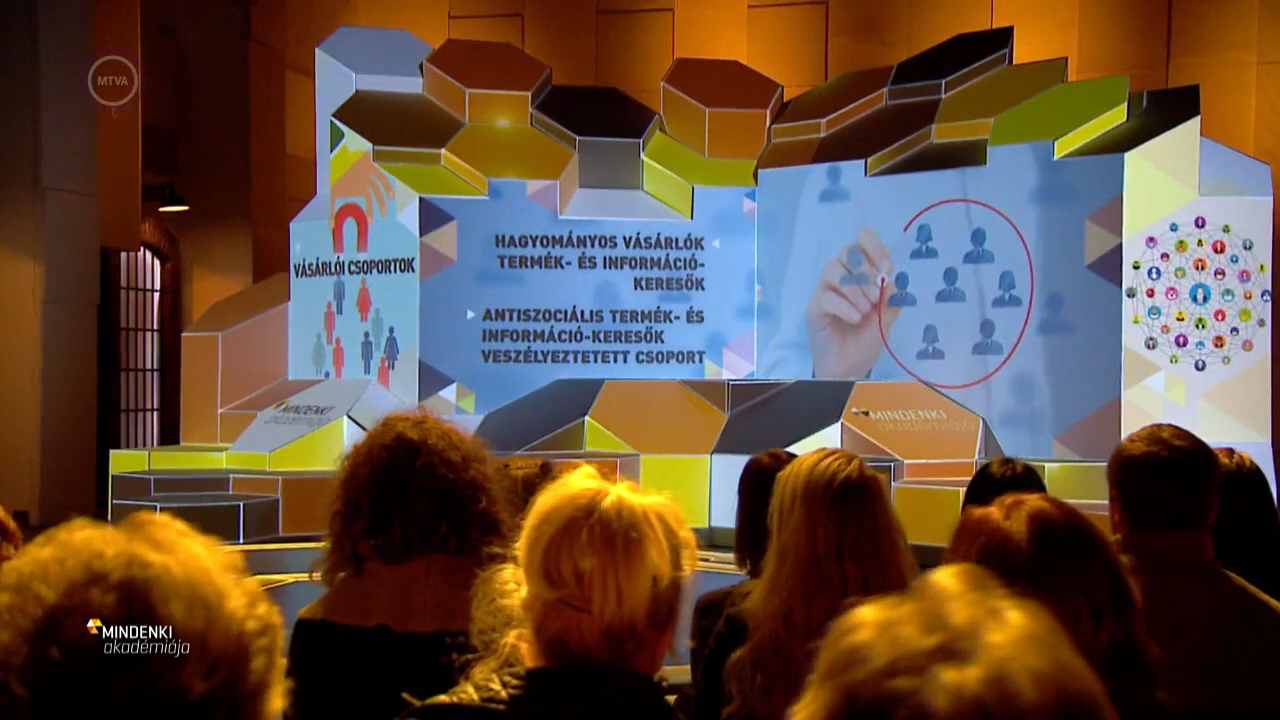 MTVA
VÁSÁRLÓI CSOPORTOK
HAGYOMÁNYOS VÁSÁRLÓK
TERMÉK- ÉS INFORMÁCIÓ-
KERESŐK
ANTISZOCIÁLIS TERMÉK- ÉS
INFORMÁCIÓ-KERESŐK
VESZÉLYEZTETETT CSOPORT
MINDENKI
akadémiája
MINDENKI
akadémiája
MINDENKI
akadémiája